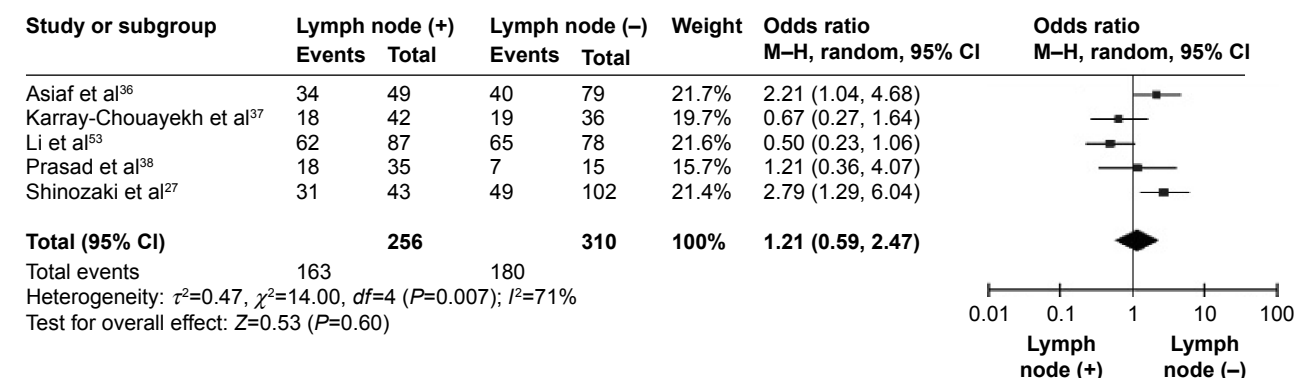 Study or subgroup Lymph node (+) Lymph node (–) Weight Odds ratio Odds ratio
Events Total Events Total M–H, random, 95% CI M–H, random, 95% CI
Asiaf et al³⁶ 34 49 40 79 21.7% 2.21 (1.04, 4.68)
Karray-Chouayekh et al³⁷ 18 42 19 36 19.7% 0.67 (0.27, 1.64)
Li et al⁵³ 62 87 65 78 21.6% 0.50 (0.23, 1.06)
Prasad et al³⁸ 18 35 7 15 15.7% 1.21 (0.36, 4.07)
Shinozaki et al²⁷ 31 43 49 102 21.4% 2.79 (1.29, 6.04)
Total (95% CI) 256 310 100% 1.21 (0.59, 2.47)
Total events 163 180
Heterogeneity: τ²=0.47, χ²=14.00, df=4 (P=0.007); I²=71%
Test for overall effect: Z=0.53 (P=0.60)
0.01 0.1 1 10 100
Lymph Lymph
node (+) node (–)